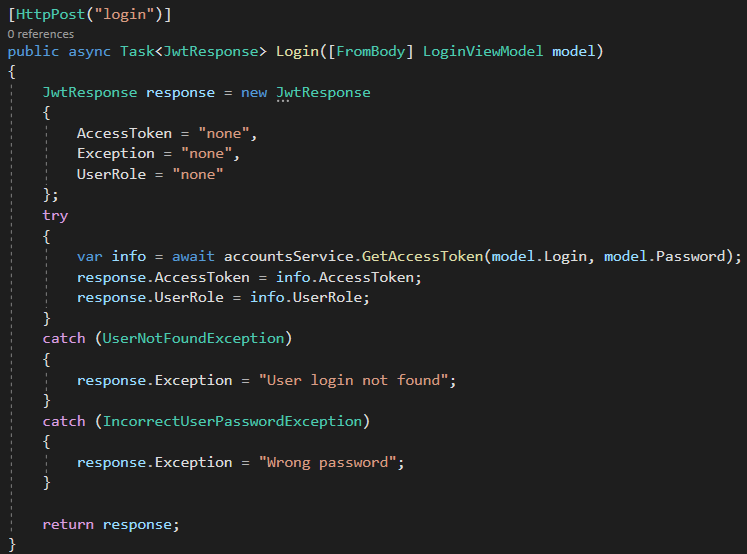 [HttpPost("login")]
0 references
public async Task<JwtResponse> Login([FromBody] LoginViewModel model)
{
    JwtResponse response = new JwtResponse
    {
        AccessToken = "none",
        Exception = "none",
        UserRole = "none"
    };
    try
    {
        var info = await accountsService.GetAccessToken(model.Login, model.Password);
        response.AccessToken = info.AccessToken;
        response.UserRole = info.UserRole;
    }
    catch (UserNotFoundException)
    {
        response.Exception = "User login not found";
    }
    catch (IncorrectUserPasswordException)
    {
        response.Exception = "Wrong password";
    }

    return response;
}